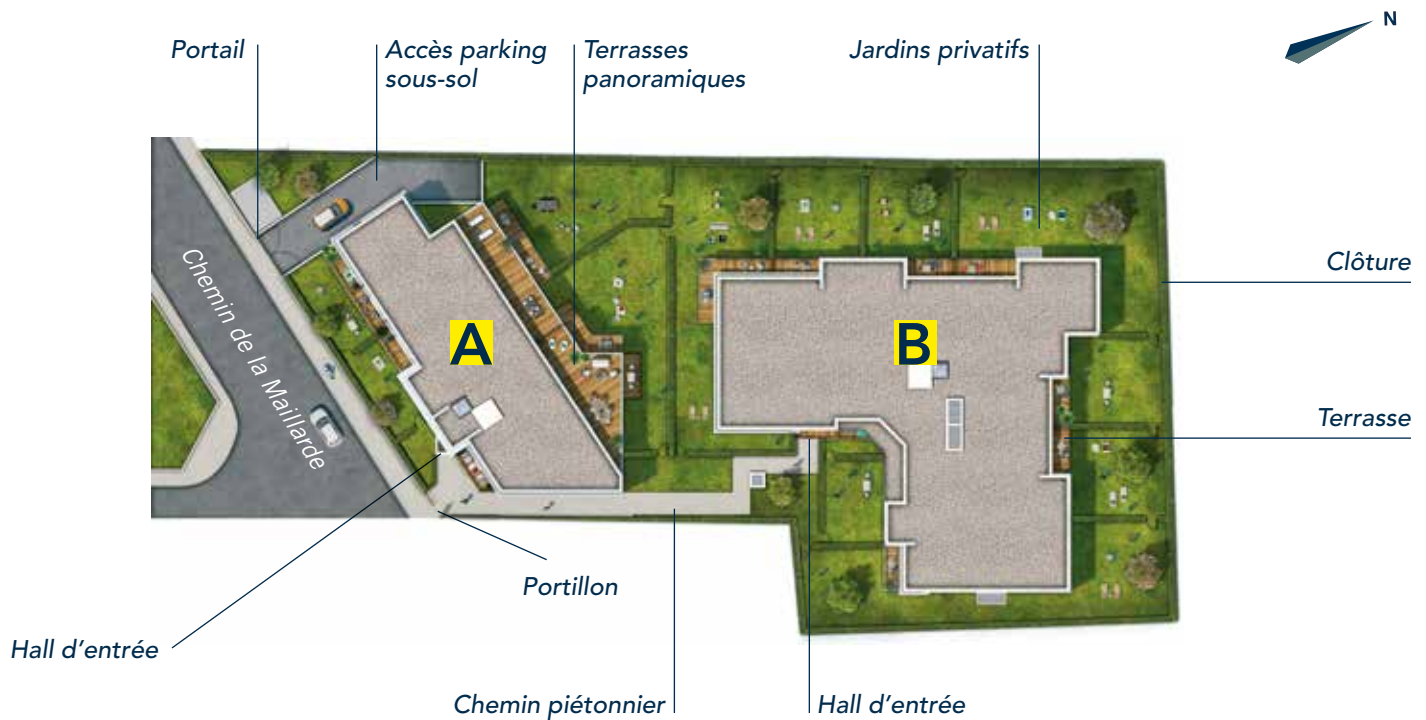 N
Portail
Accès parking
sous-sol
Terrasses
panoramiques
Jardins privatifs
Clôture
Chemin de la Maillarde
A
B
Terrasse
Portillon
Hall d'entrée
Chemin piétonnier
Hall d'entrée